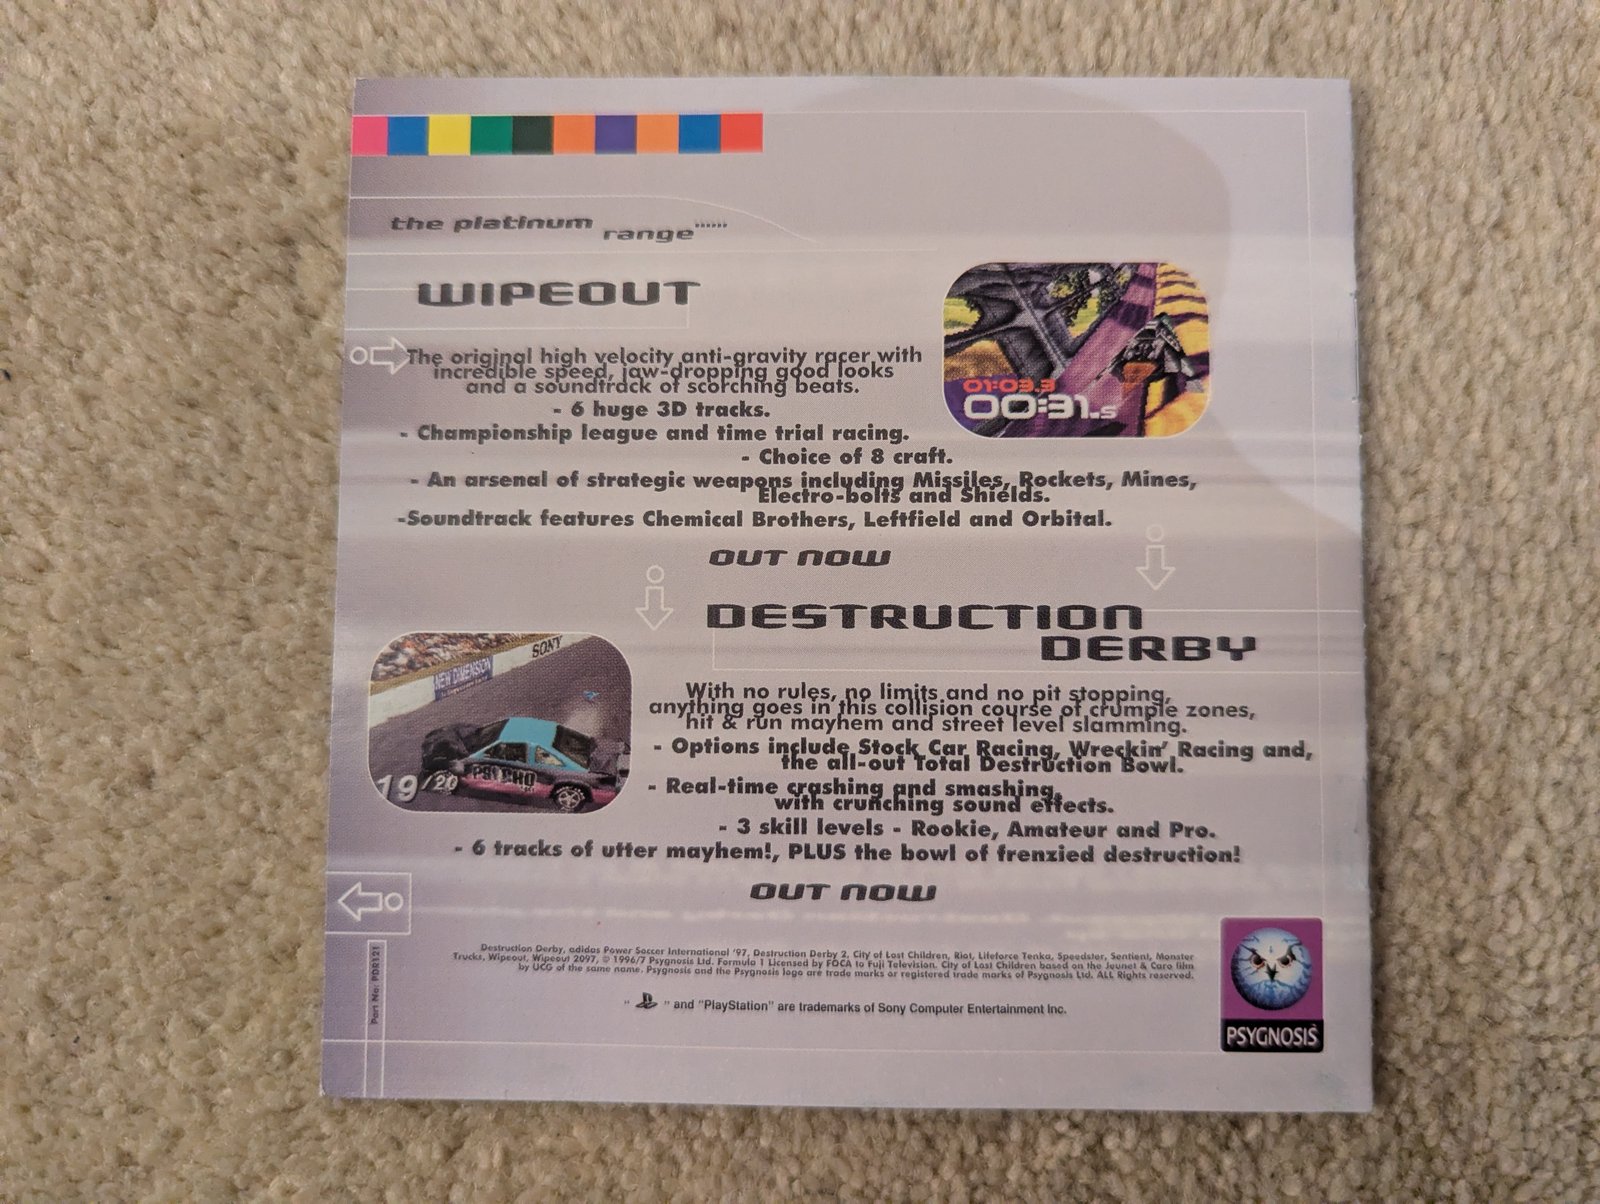 the platinum range......
WIPEOUT
The original high velocity anti-gravity racer with
incredible speed, jaw-dropping good looks
and a soundtrack of scorching beats.
- 6 huge 3D tracks.
- Championship league and time trial racing.
- Choice of 8 craft.
- An arsenal of strategic weapons including Missiles, Rockets, Mines,
Electro-bolts and Shields.
-Soundtrack features Chemical Brothers, Leftfield and Orbital.
OUT NOW
01:03.3
00:31.5
DESTRUCTION
DERBY
With no rules, no limits and no pit stopping,
anything goes in this collision course of crumple zones,
hit & run mayhem and street level slamming.
- Options include Stock Car Racing, Wreckin' Racing and,
the all-out Total Destruction Bowl.
- Real-time crashing and smashing,
with crunching sound effects.
- 3 skill levels - Rookie, Amateur and Pro.
- 6 tracks of utter mayhem!, PLUS the bowl of frenzied destruction!
OUT NOW
SONY
NEW DIMENSION
PSYCHO
19/20
Part No: PDR121
Destruction Derby, adidas Power Soccer International '97, Destruction Derby 2, City of Lost Children, Riot, Lifeforce Tenka, Speedster, Sentient, Monster
Trucks, Wipeout, Wipeout 2097, © 1996/7 Psygnosis Ltd. Formula 1 Licensed by FOCA to Fuji Television. City of Lost Children based on the Jeunet & Caro film
by UCG of the same name. Psygnosis and the Psygnosis logo are trade marks or registered trade marks of Psygnosis Ltd. ALL Rights reserved.
" " and "PlayStation" are trademarks of Sony Computer Entertainment Inc.
PSYGNOSIS